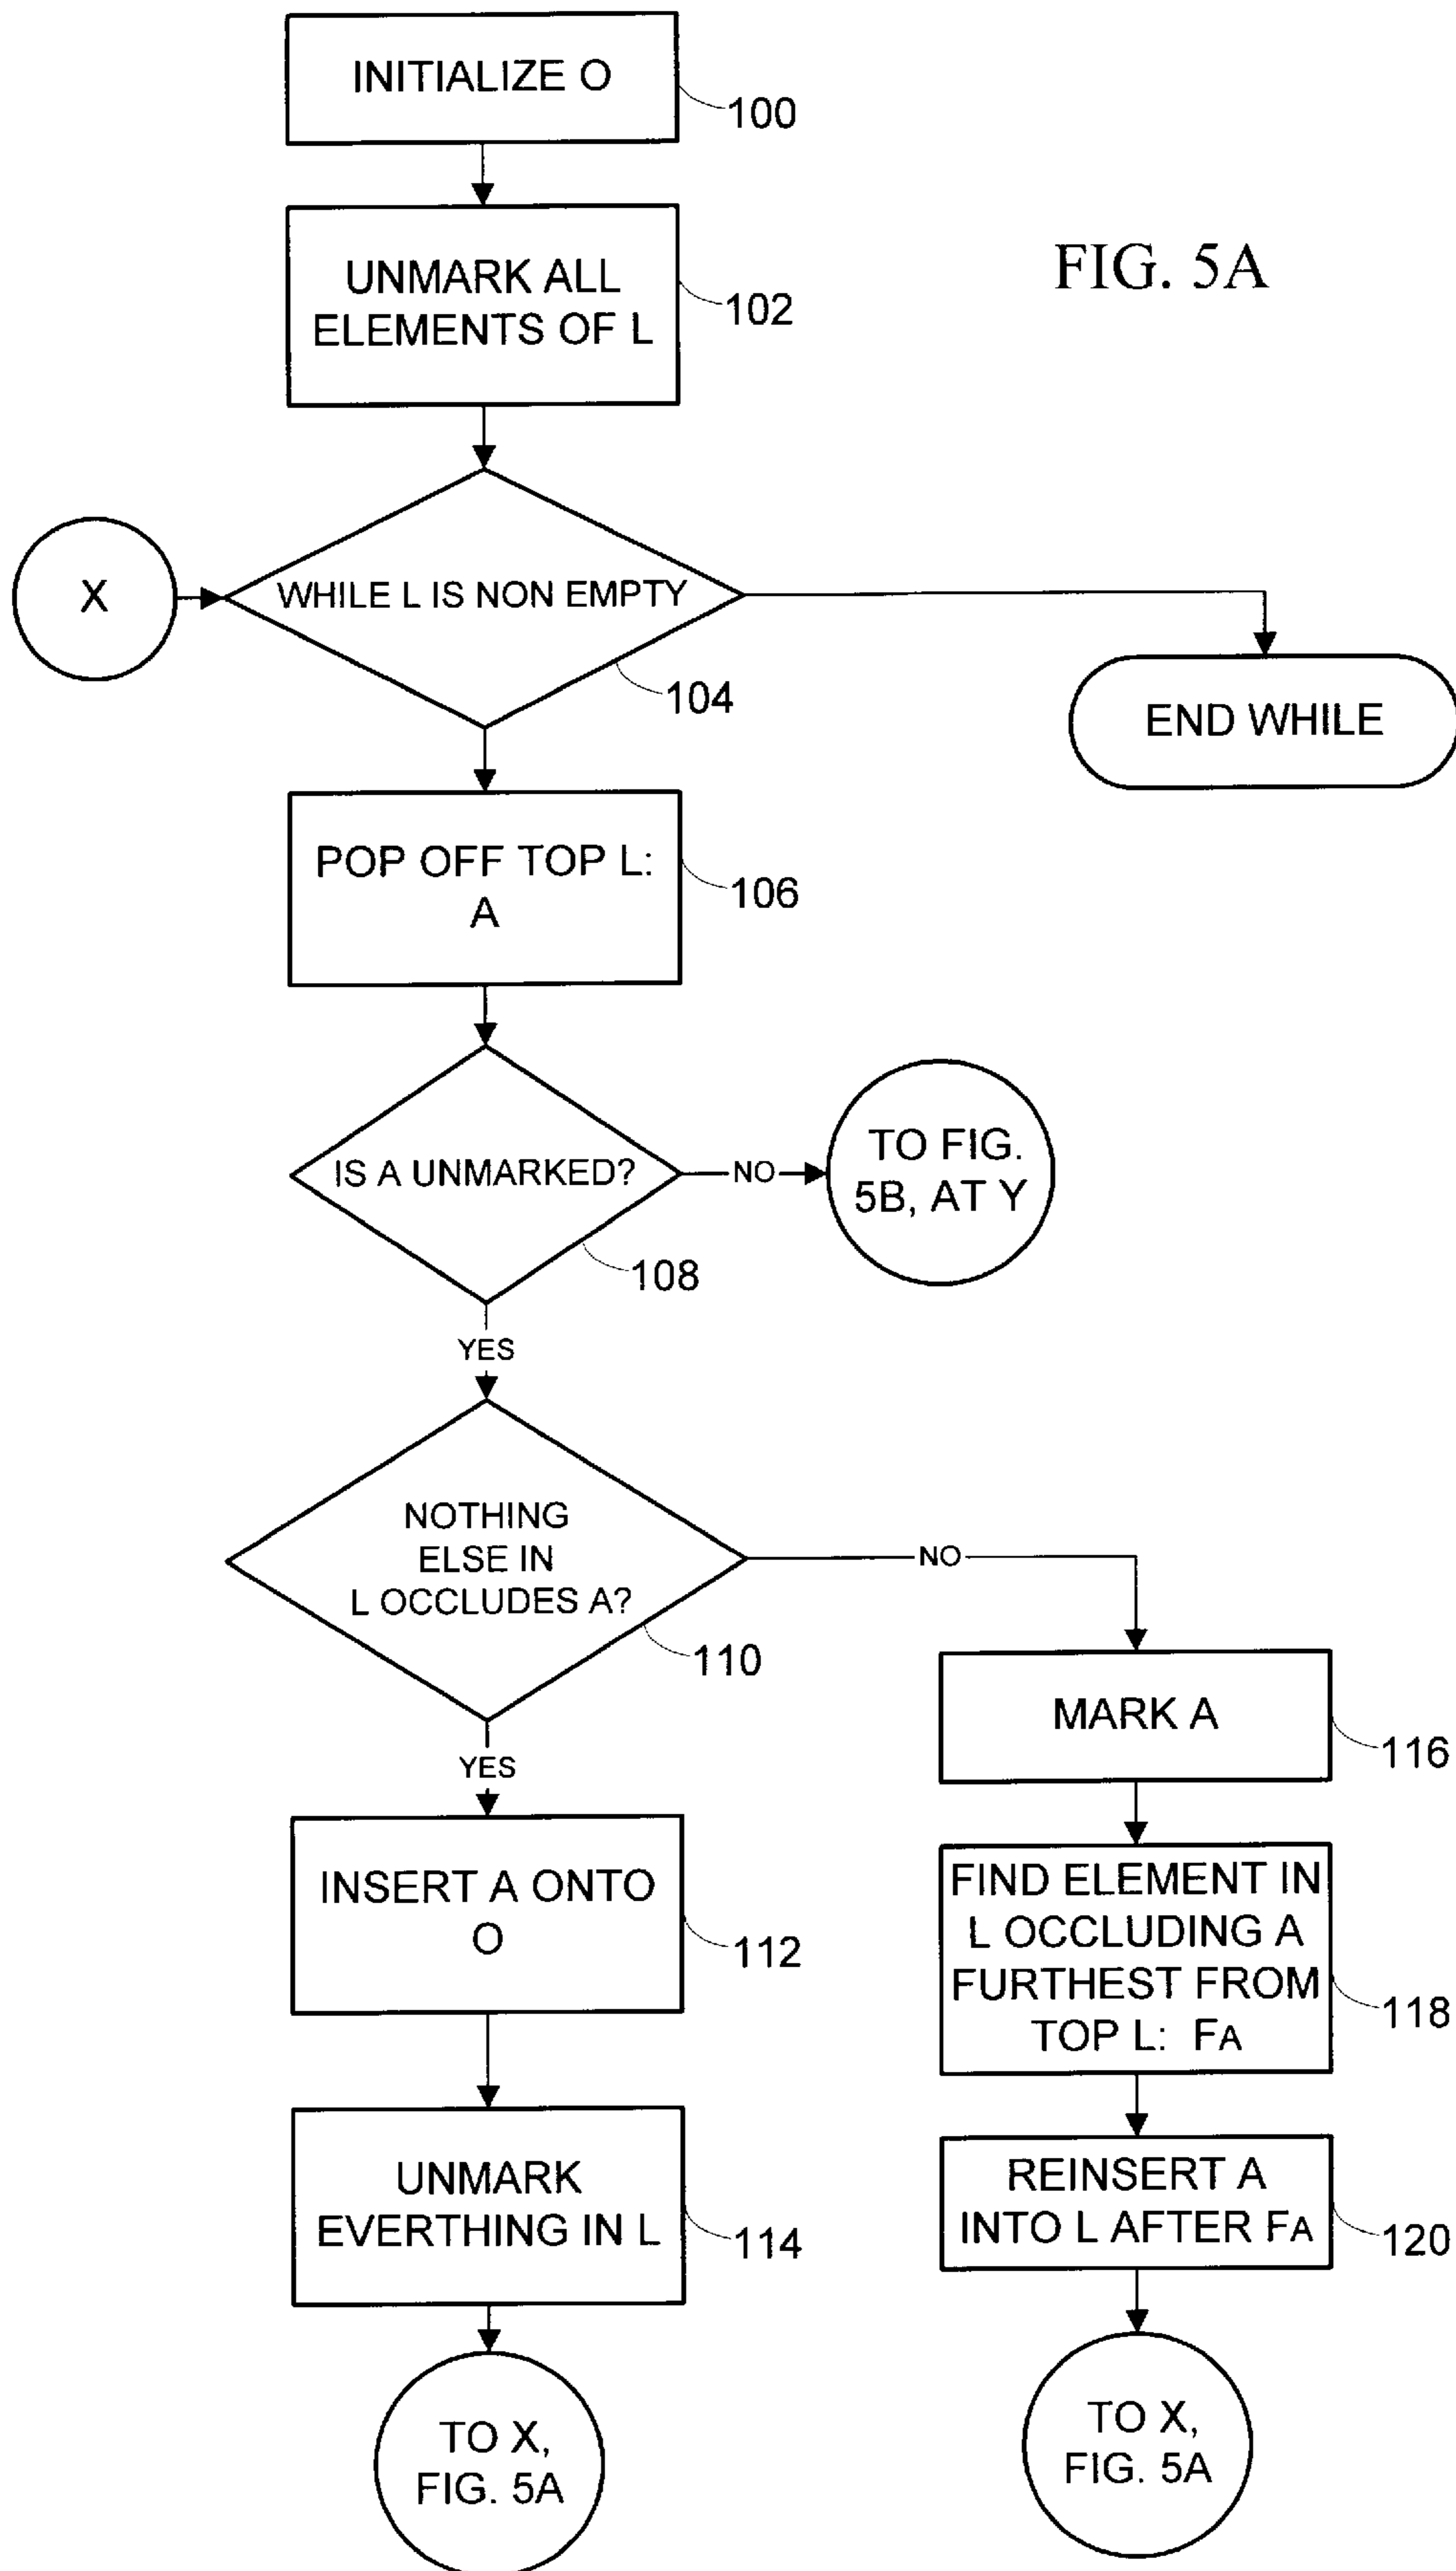 INITIALIZE O
100
UNMARK ALL
ELEMENTS OF L
102
FIG. 5A
X
WHILE L IS NON EMPTY
104
END WHILE
POP OFF TOP L:
A
106
IS A UNMARKED?
NO
TO FIG.
5B, AT Y
108
YES
NOTHING
ELSE IN
L OCCLUDES A?
NO
110
YES
MARK A
116
INSERT A ONTO
O
112
FIND ELEMENT IN
L OCCLUDING A
FURTHEST FROM
TOP L: FA
118
UNMARK
EVERTHING IN L
114
REINSERT A
INTO L AFTER FA
120
TO X,
FIG. 5A
TO X,
FIG. 5A